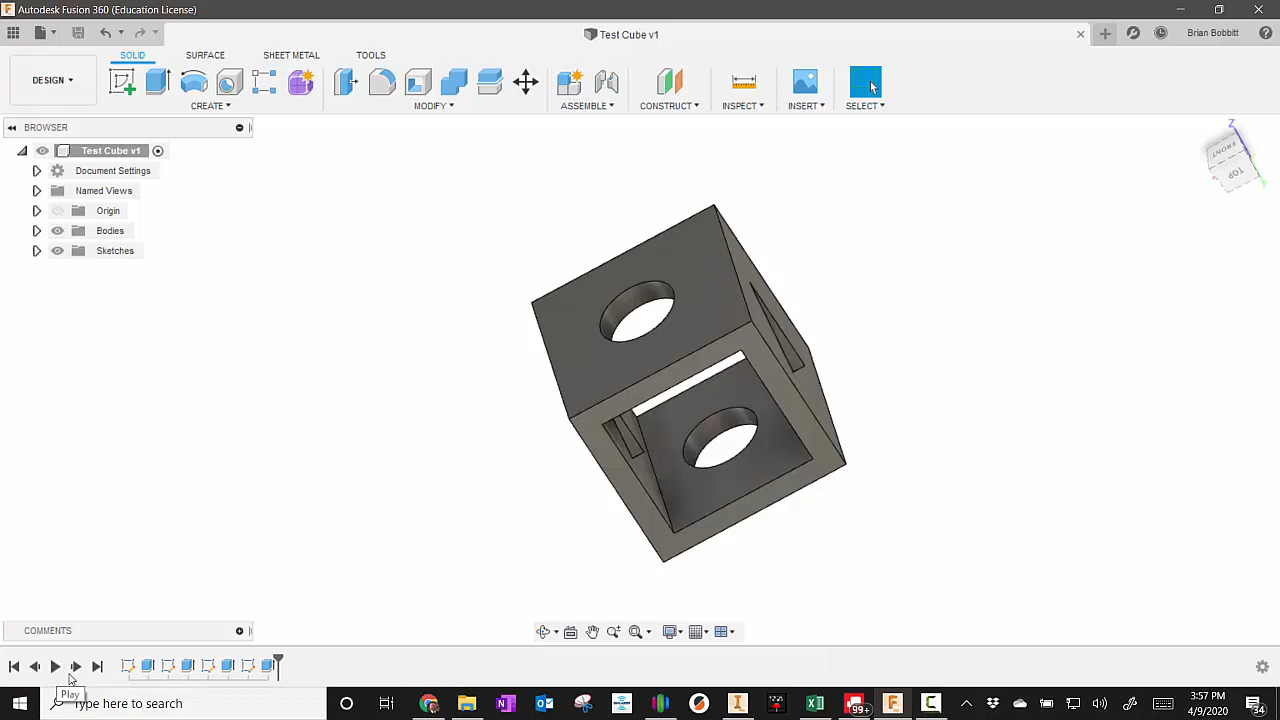 Autodesk Fusion 360 (Education License)
Test Cube v1
Brian Bobbitt
SOLID SURFACE SHEET METAL TOOLS
DESIGN
CREATE MODIFY ASSEMBLE CONSTRUCT INSPECT INSERT SELECT
BROWSER
Test Cube v1
Document Settings
Named Views
Origin
Bodies
Sketches
Z
FRONT
TOP
COMMENTS
Play
Type here to search
99+
3:57 PM
4/9/2020
34